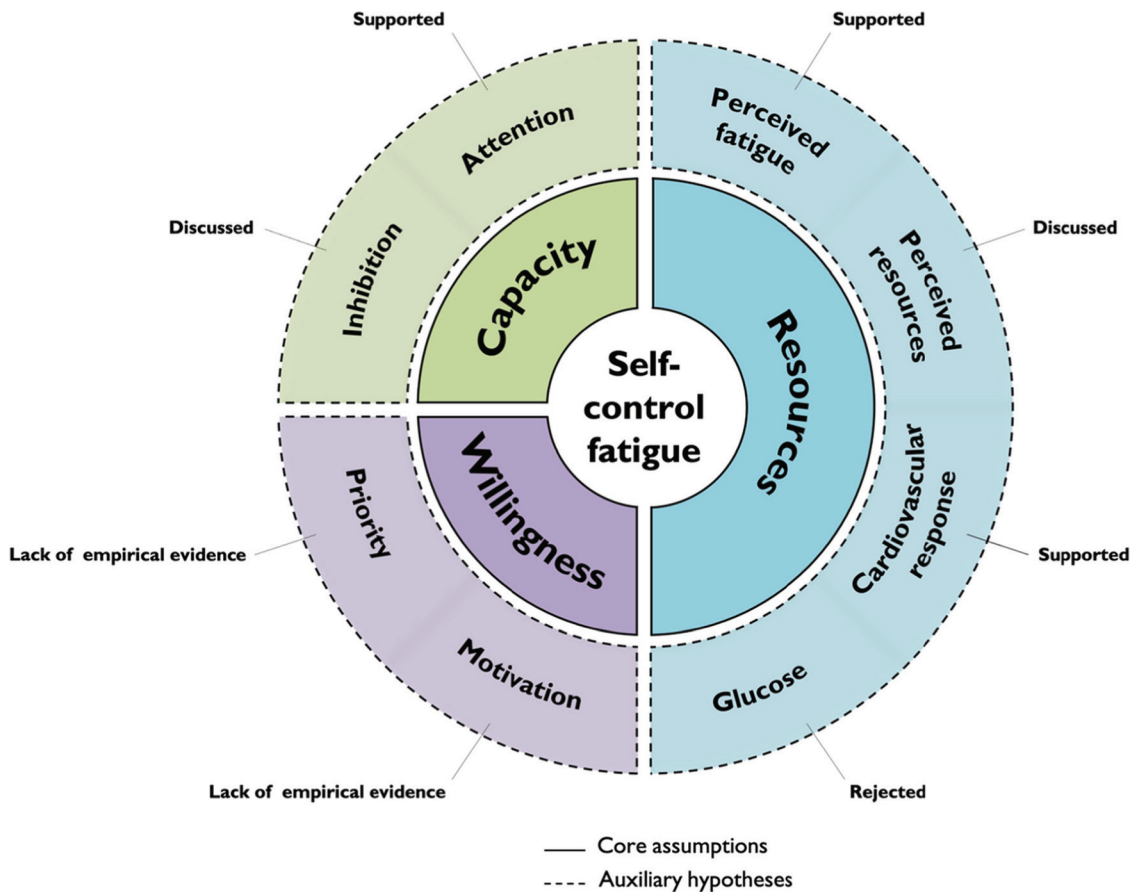 Supported
Supported
Attention
Perceived
fatigue
Discussed
Inhibition
Capacity
Perceived
resources
Discussed
Self-
control
fatigue
Resources
Priority
Willingness
Cardiovascular
response
Lack of empirical evidence
Supported
Motivation
Glucose
Lack of empirical evidence
Rejected
Core assumptions
Auxiliary hypotheses